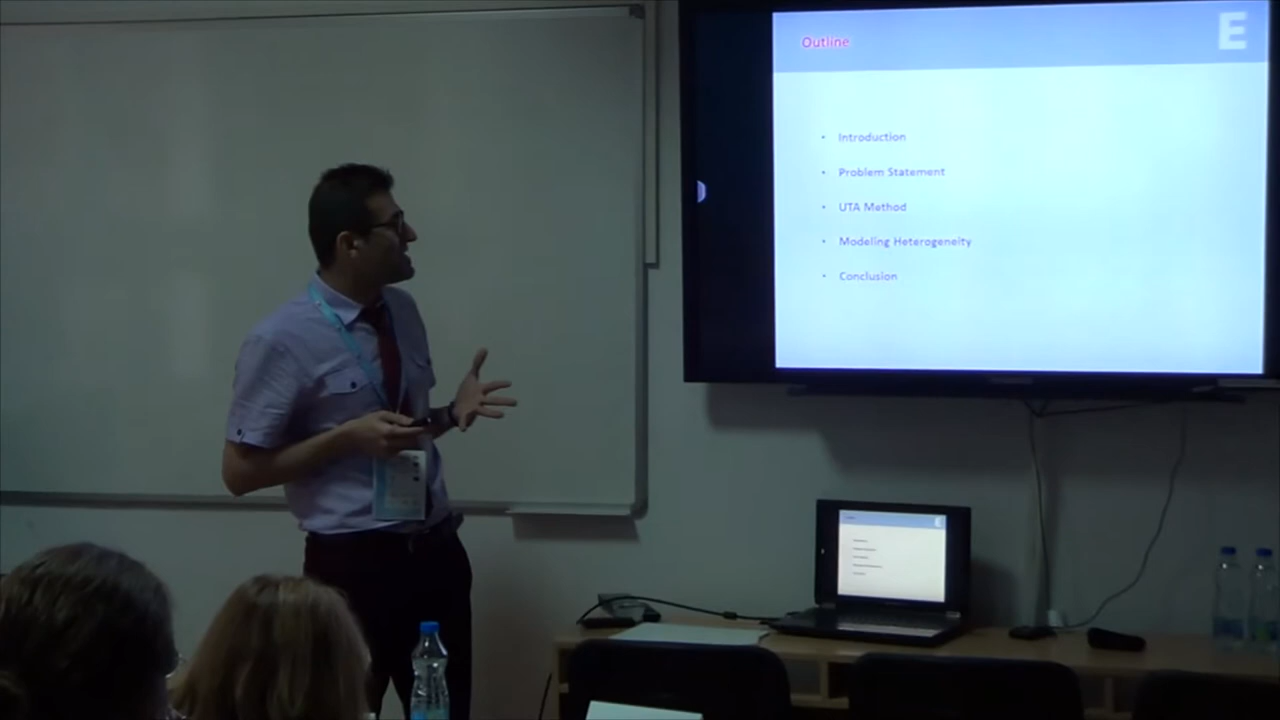 Outline
E
• Introduction
• Problem Statement
• UTA Method
• Modeling Heterogeneity
• Conclusion